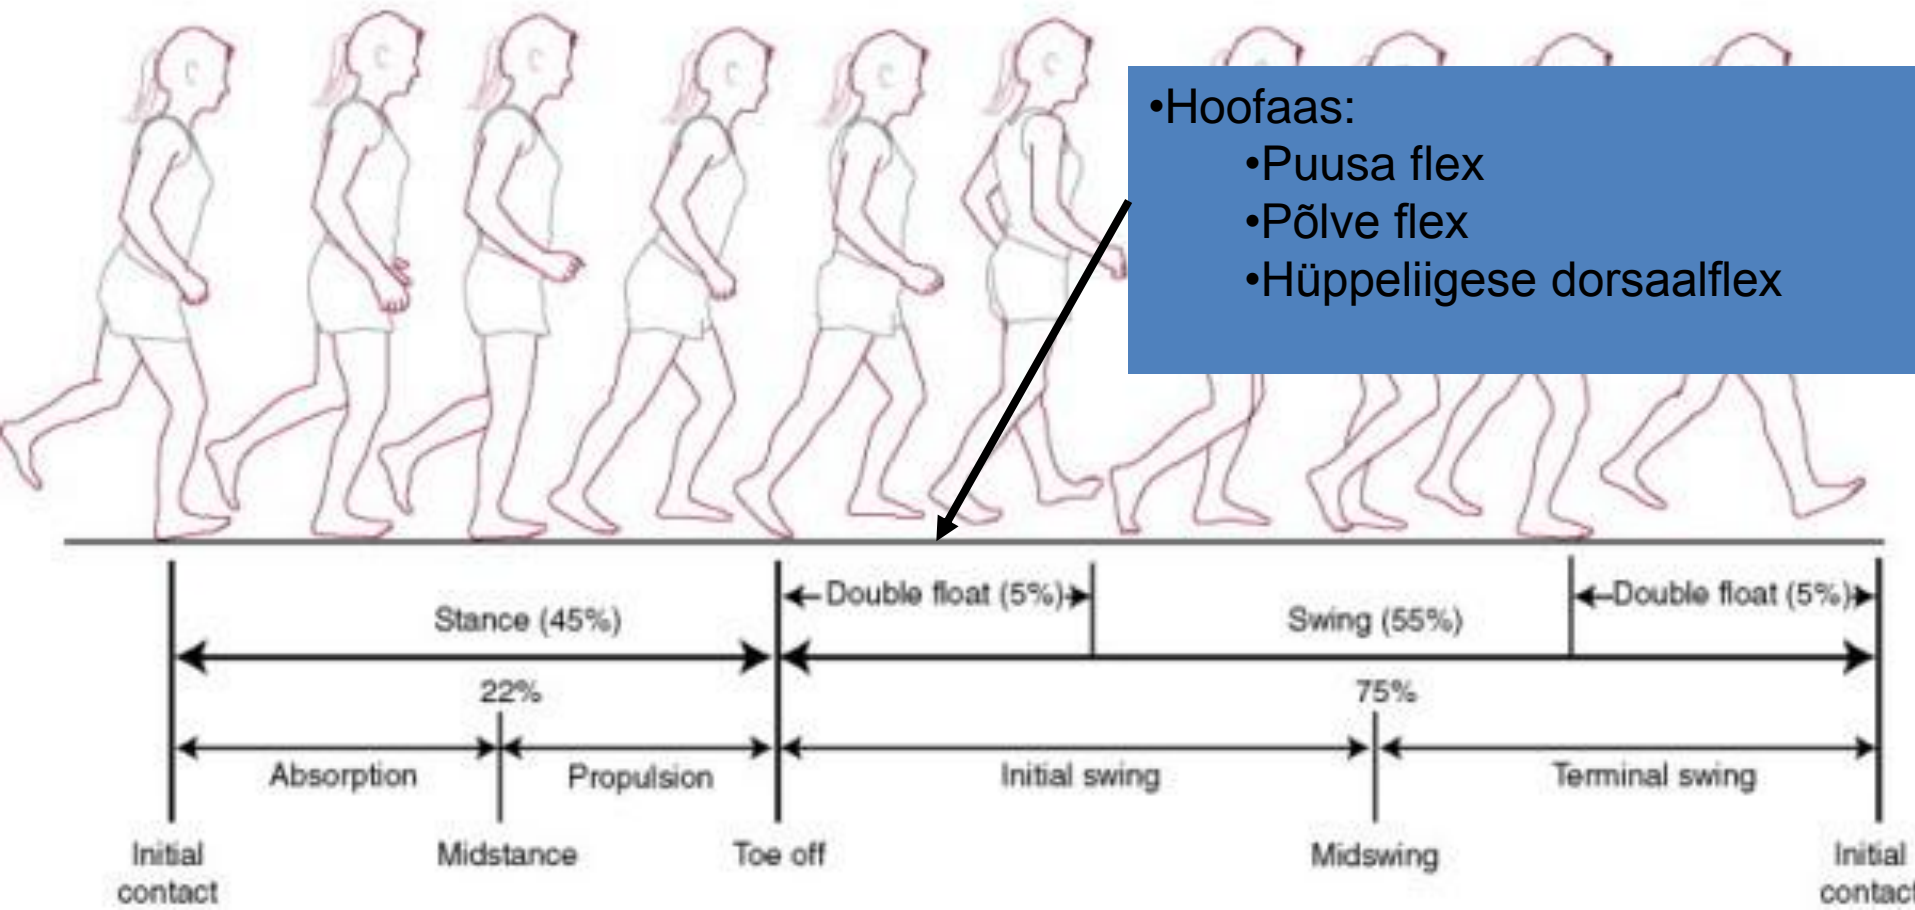 •Hoofaas:
•Puusa flex
•Põlve flex
•Hüppeliigese dorsaalflex
Double float (5%)
Double float (5%)
Stance (45%)
Swing (55%)
22%
75%
Absorption
Propulsion
Initial swing
Terminal swing
Initial
contact
Midstance
Toe off
Midswing
Initial
contact